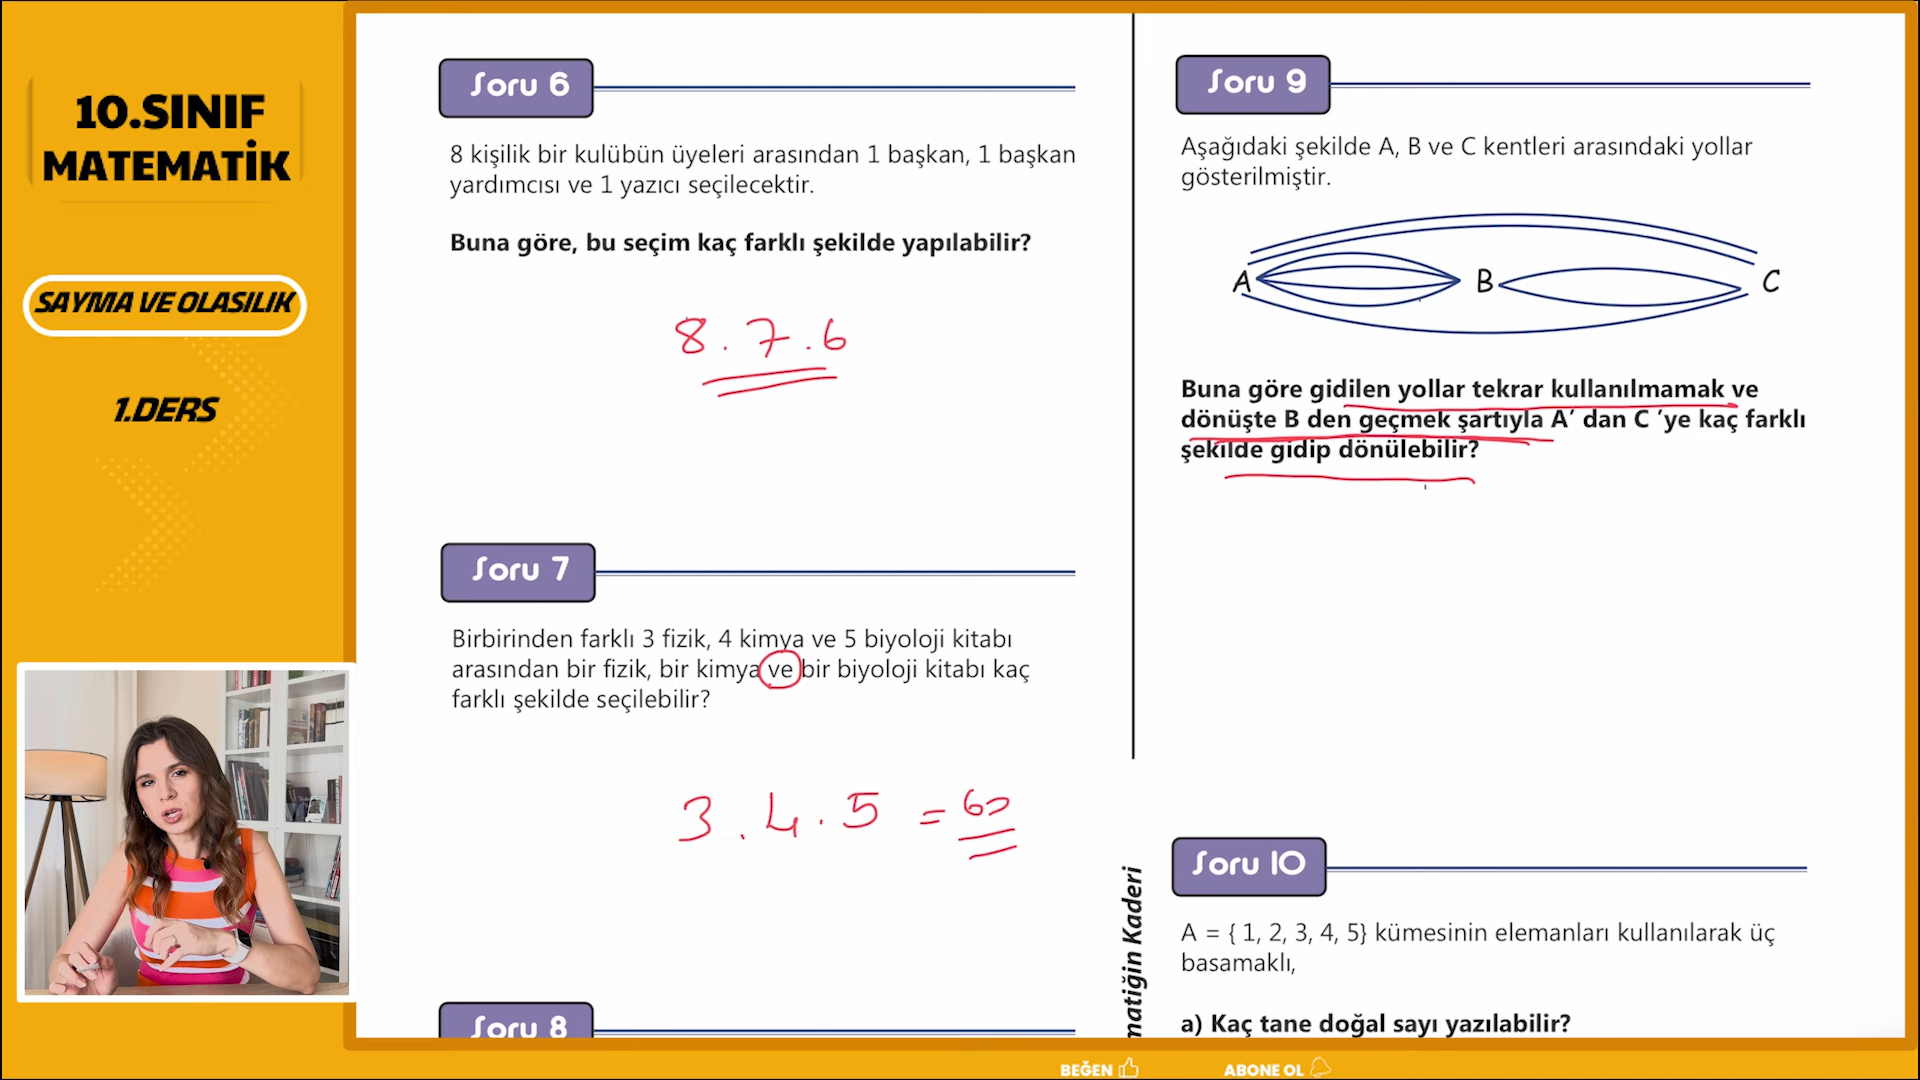 10.SINIF
MATEMATİK
SAYMA VE OLASILIK
1.DERS
Soru 6
8 kişilik bir kulübün üyeleri arasından 1 başkan, 1 başkan
yardımcısı ve 1 yazıcı seçilecektir.
Buna göre, bu seçim kaç farklı şekilde yapılabilir?
8 . 7 . 6
Soru 7
Birbirinden farklı 3 fizik, 4 kimya ve 5 biyoloji kitabı
arasından bir fizik, bir kimya ve bir biyoloji kitabı kaç
farklı şekilde seçilebilir?
3 . 4 . 5 = 60
Soru 8
matiğin Kaderi
Soru 9
Aşağıdaki şekilde A, B ve C kentleri arasındaki yollar
gösterilmiştir.
A B C
Buna göre gidilen yollar tekrar kullanılmamak ve
dönüşte B den geçmek şartıyla A' dan C 'ye kaç farklı
şekilde gidip dönülebilir?
Soru 10
A = { 1, 2, 3, 4, 5} kümesinin elemanları kullanılarak üç
basamaklı,
a) Kaç tane doğal sayı yazılabilir?
BEĞEN
ABONE OL